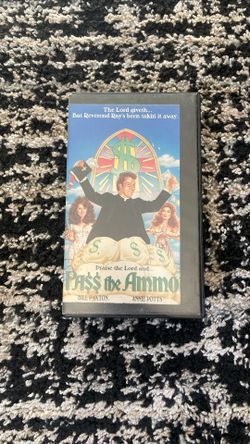 The Lord giveth...
But Reverend Ray's been takin it away.
$
$ $ $
Praise the Lord and...
PA$$ the AMMO
BILL PAXTON ANNIE POTTS